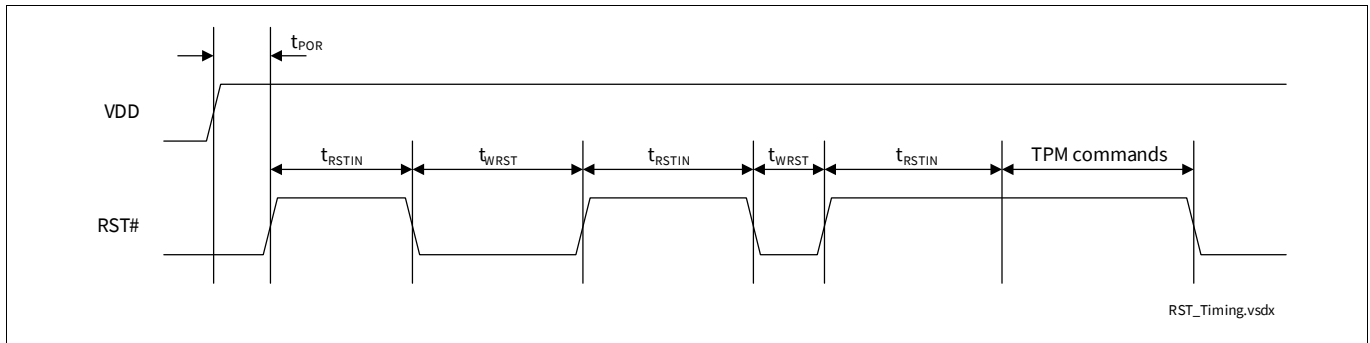 tPOR
VDD
tRSTIN tWRST tRSTIN tWRST tRSTIN TPM commands
RST#
RST_Timing.vsdx